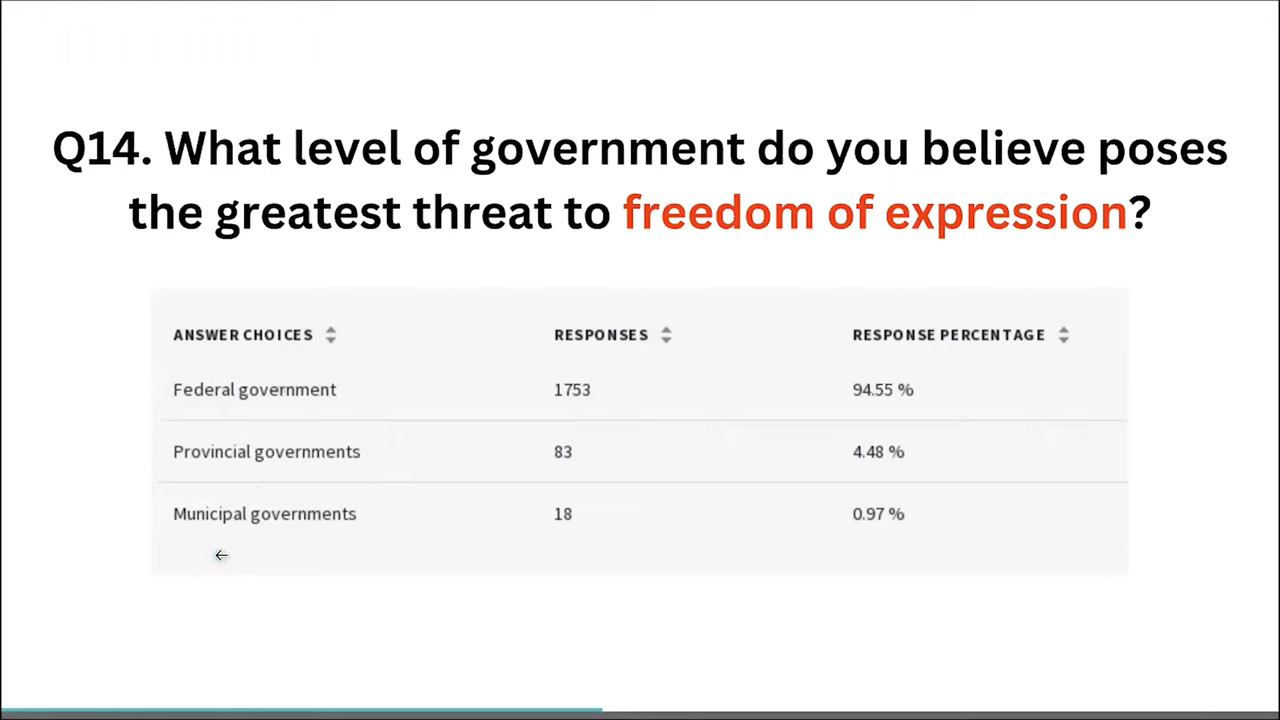 Q14. What level of government do you believe poses
the greatest threat to freedom of expression?
ANSWER CHOICES RESPONSES RESPONSE PERCENTAGE
Federal government 1753 94.55 %
Provincial governments 83 4.48 %
Municipal governments 18 0.97 %